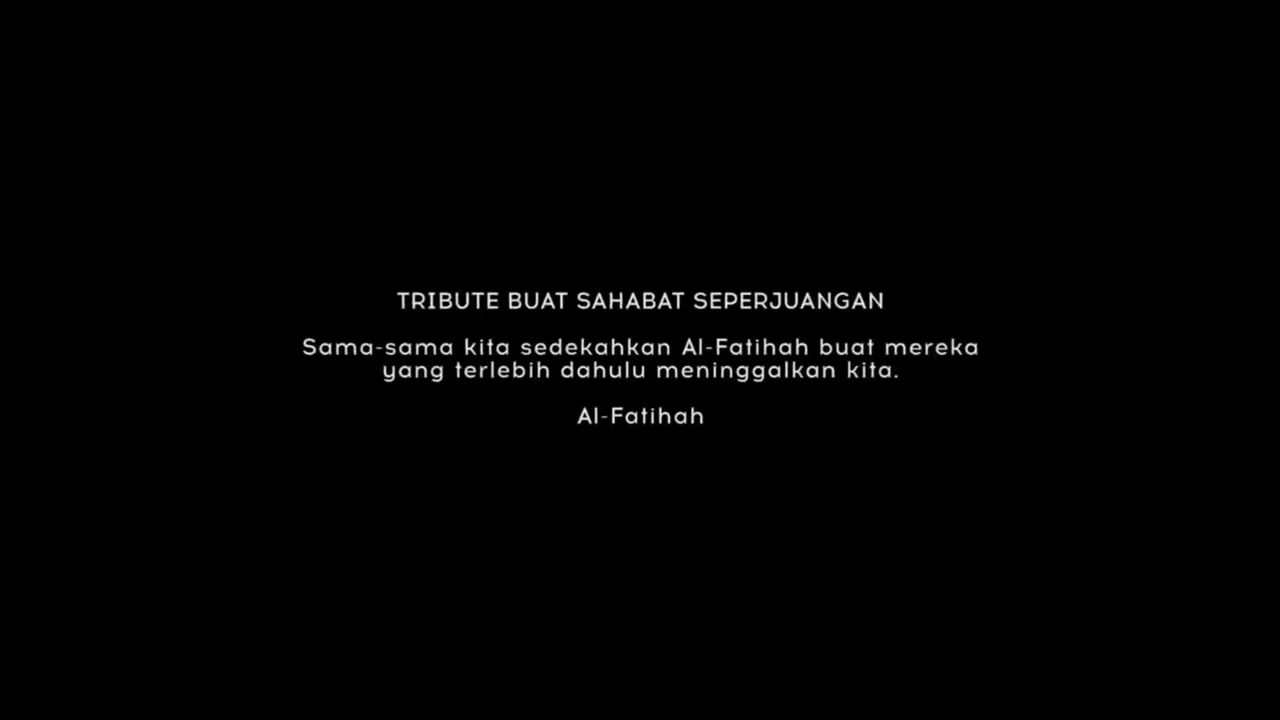 TRIBUTE BUAT SAHABAT SEPERJUANGAN
Sama-sama kita sedekahkan Al-Fatihah buat mereka
yang terlebih dahulu meninggalkan kita.
Al-Fatihah